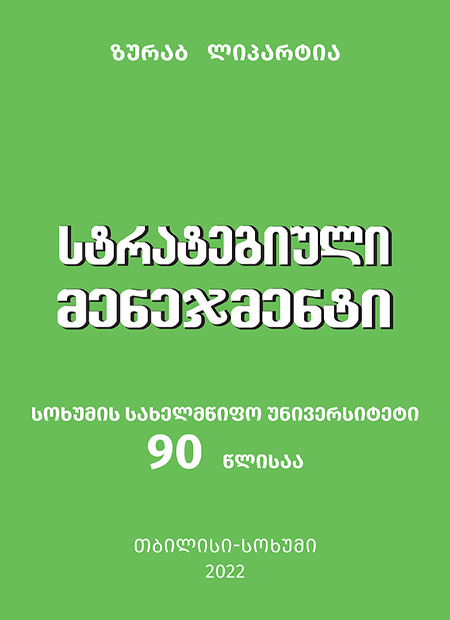 ზურაბ ლიპარტია
სტრატეგიული
მენეჯმენტი
სოხუმის სახელმწიფო უნივერსიტეტი
90 წლისაა
თბილისი-სოხუმი
2022